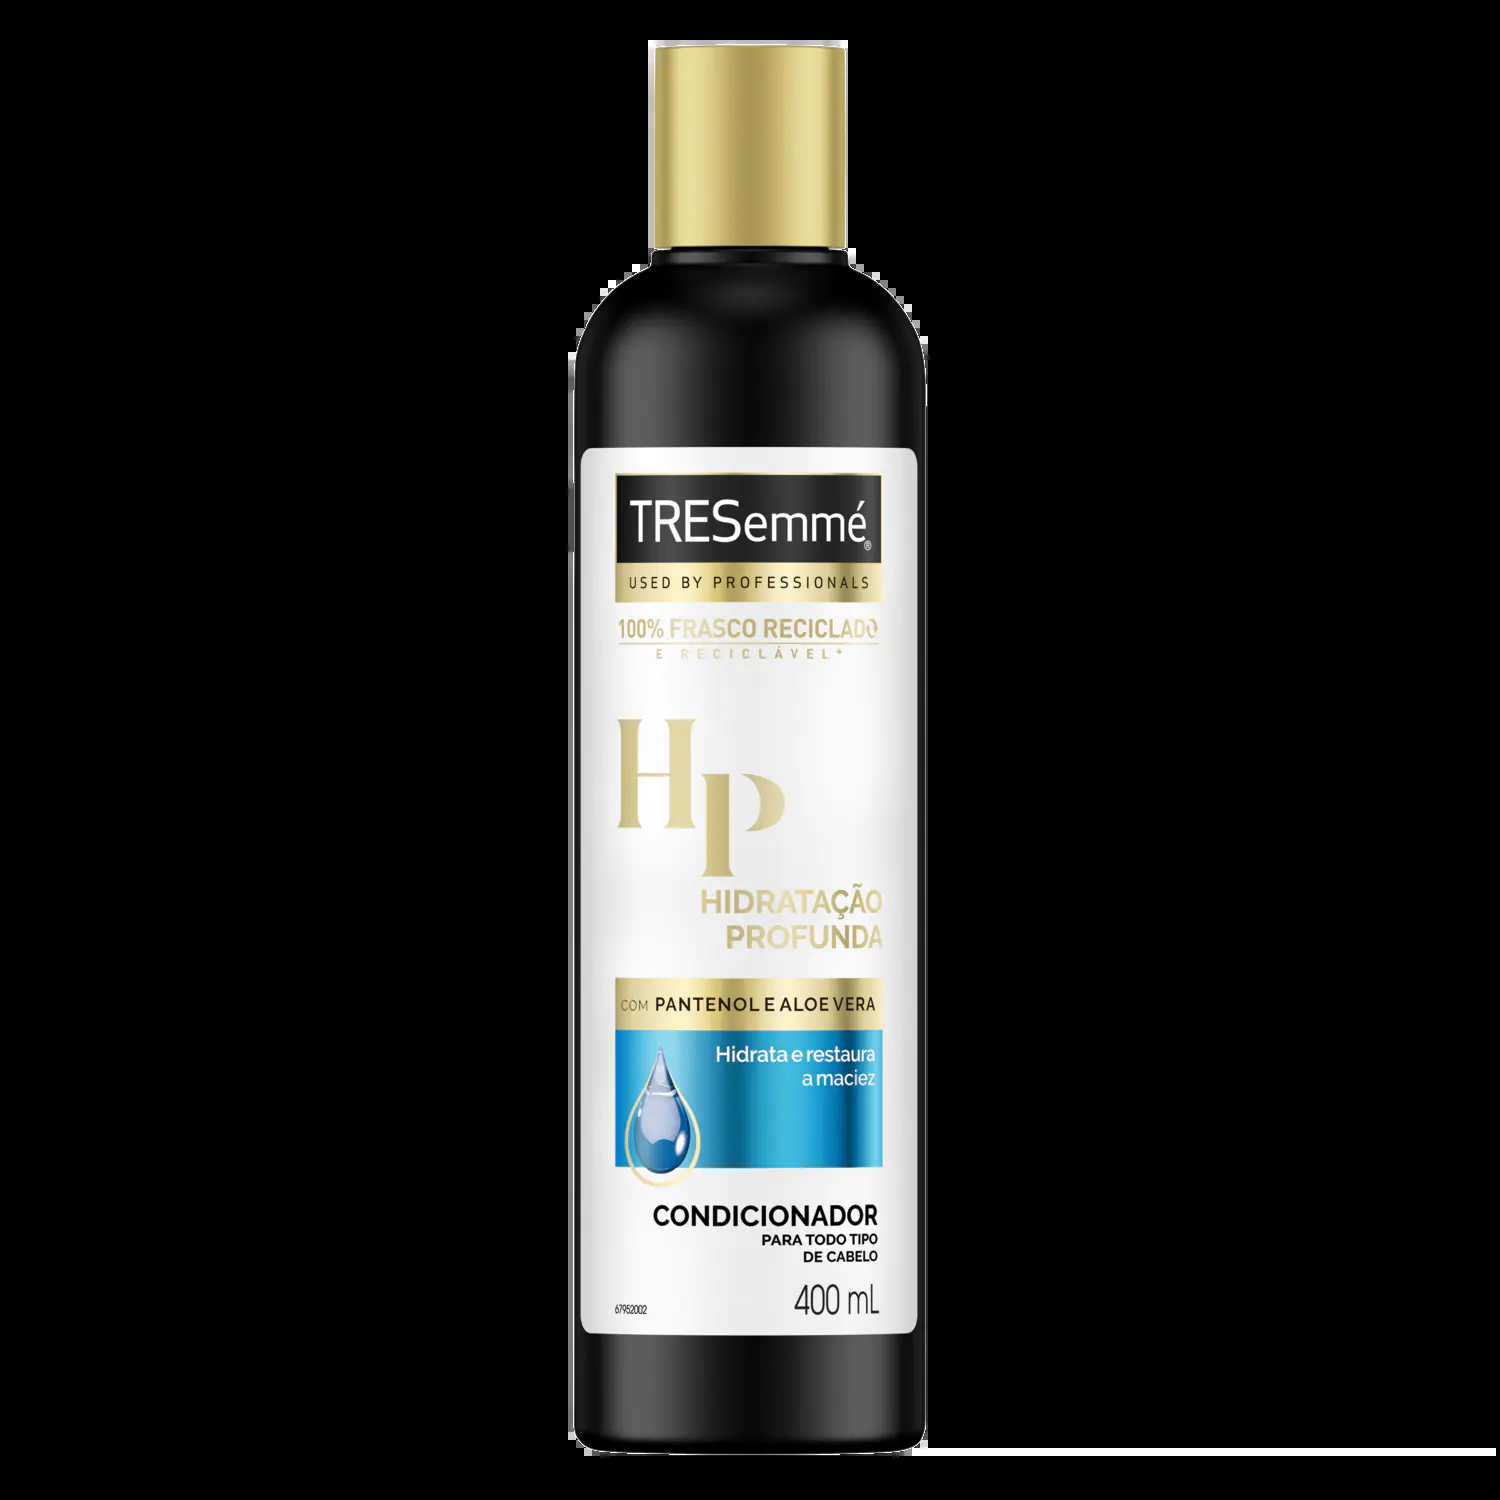 TRESemmé®
USED BY PROFESSIONALS
100% FRASCO RECICLADO
E RECICLÁVEL*
HP
HIDRATAÇÃO
PROFUNDA
COM PANTENOL E ALOE VERA
Hidrata e restaura
a maciez
CONDICIONADOR
PARA TODO TIPO
DE CABELO
400 mL
67952002